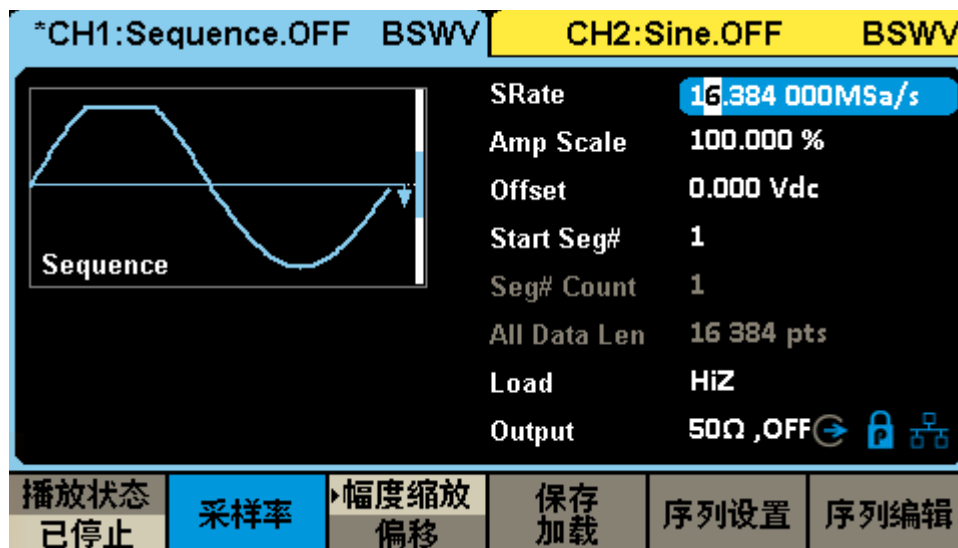 *CH1:Sequence.OFF BSWV
CH2:Sine.OFF BSWV
Sequence
SRate 16.384 000MSa/s
Amp Scale 100.000 %
Offset 0.000 Vdc
Start Seg# 1
Seg# Count 1
All Data Len 16 384 pts
Load HiZ
Output 50Ω ,OFF
P
播放状态
已停止
采样率
幅度缩放
偏移
保存
加载
序列设置
序列编辑